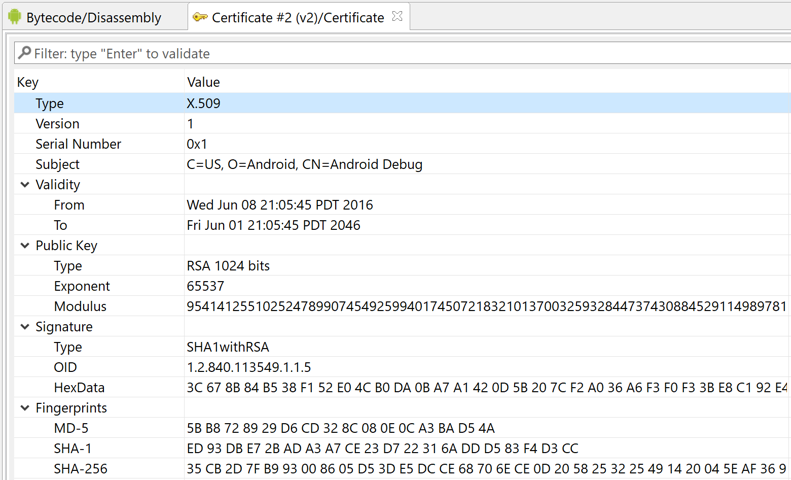 Bytecode/Disassembly Certificate #2 (v2)/Certificate
Filter: type "Enter" to validate
Key Value
Type X.509
Version 1
Serial Number 0x1
Subject C=US, O=Android, CN=Android Debug
Validity
From Wed Jun 08 21:05:45 PDT 2016
To Fri Jun 01 21:05:45 PDT 2046
Public Key
Type RSA 1024 bits
Exponent 65537
Modulus 9541412551025247899074549259940174507218321013700325932844737430884529114989781
Signature
Type SHA1withRSA
OID 1.2.840.113549.1.1.5
HexData 3C 67 8B 84 B5 38 F1 52 E0 4C B0 DA 0B A7 A1 42 0D 5B 20 7C F2 A0 36 A6 F3 F0 F3 3B E8 C1 92 E4
Fingerprints
MD-5 5B B8 72 89 29 D6 CD 32 8C 08 0E 0C A3 BA D5 4A
SHA-1 ED 93 DB E7 2B AD A3 A7 CE 23 D7 22 31 6A DD D5 83 F4 D3 CC
SHA-256 35 CB 2D 7F B9 93 00 86 05 D5 3D E5 DC CE 68 70 6E CE 0D 20 58 25 32 25 49 14 20 04 5E AF 36 9